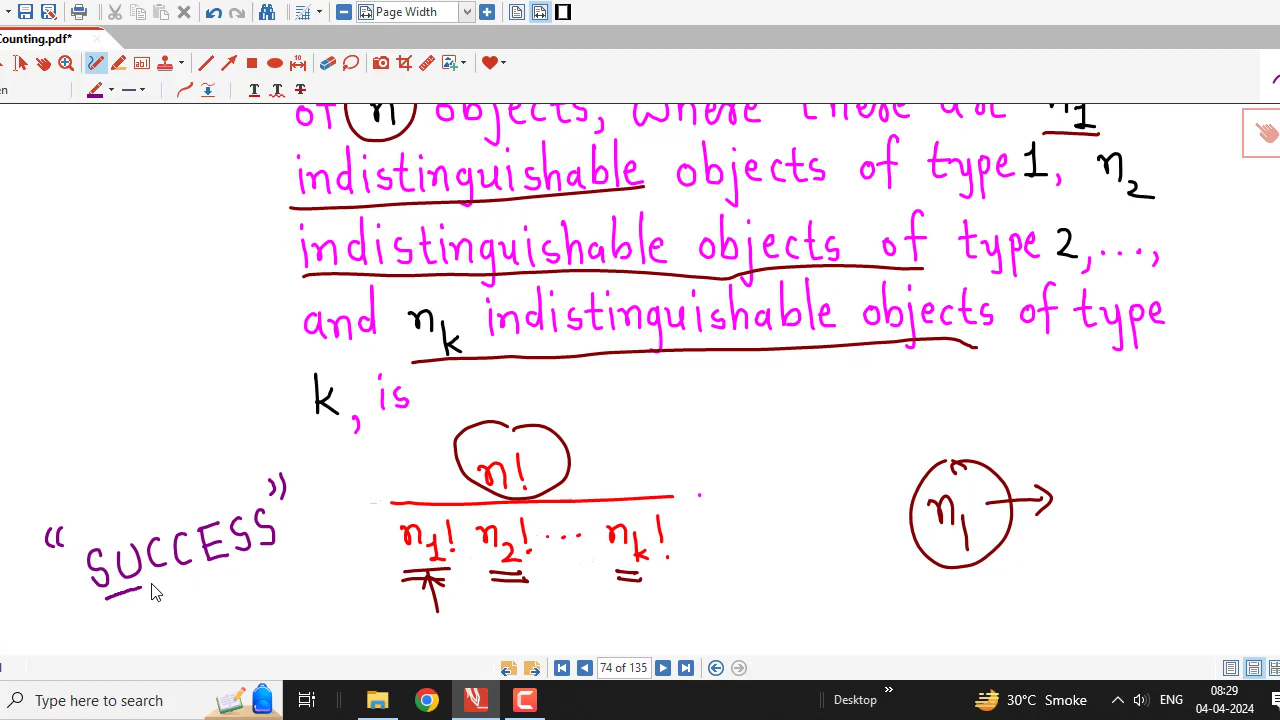 Page Width
Counting.pdf*
of n objects, where there are n1
indistinguishable objects of type 1, n2
indistinguishable objects of type 2,...,
and nk indistinguishable objects of type
k, is
n!
n1! n2! ... nk!
"SUCCESS"
n1
74 of 135
Type here to search
Desktop
30°C Smoke
ENG
08:29
04-04-2024